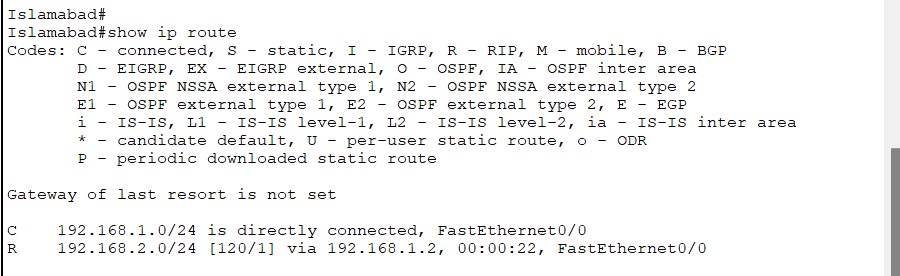 Islamabad#
Islamabad#show ip route
Codes: C - connected, S - static, I - IGRP, R - RIP, M - mobile, B - BGP
       D - EIGRP, EX - EIGRP external, O - OSPF, IA - OSPF inter area
       N1 - OSPF NSSA external type 1, N2 - OSPF NSSA external type 2
       E1 - OSPF external type 1, E2 - OSPF external type 2, E - EGP
       i - IS-IS, L1 - IS-IS level-1, L2 - IS-IS level-2, ia - IS-IS inter area
       * - candidate default, U - per-user static route, o - ODR
       P - periodic downloaded static route

Gateway of last resort is not set

C    192.168.1.0/24 is directly connected, FastEthernet0/0
R    192.168.2.0/24 [120/1] via 192.168.1.2, 00:00:22, FastEthernet0/0